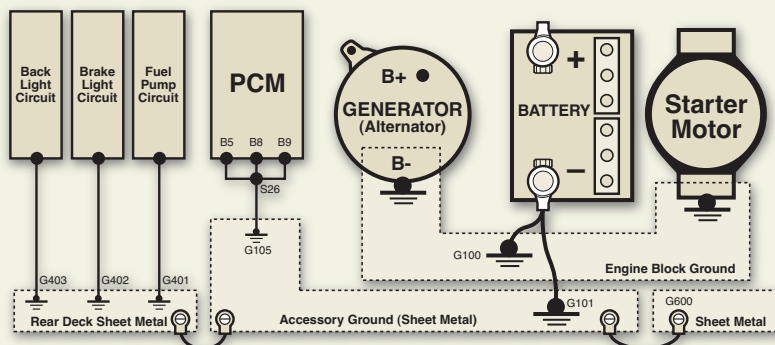 Back
Light
Circuit
Brake
Light
Circuit
Fuel
Pump
Circuit
PCM
B5 B8 B9
S26
G105
B+
GENERATOR
(Alternator)
B-
BATTERY
+
−
Starter
Motor
G100
Engine Block Ground
G403
G402
G401
Rear Deck Sheet Metal
Accessory Ground (Sheet Metal)
G101
G600
Sheet Metal